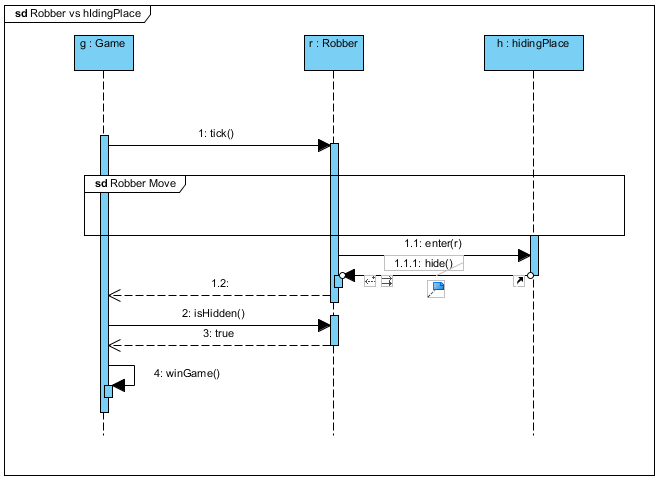 sd Robber vs hIdingPlace
g : Game
r : Robber
h : hidingPlace
1: tick()
sd Robber Move
1.1: enter(r)
1.1.1: hide()
1.2:
2: isHidden()
3: true
4: winGame()